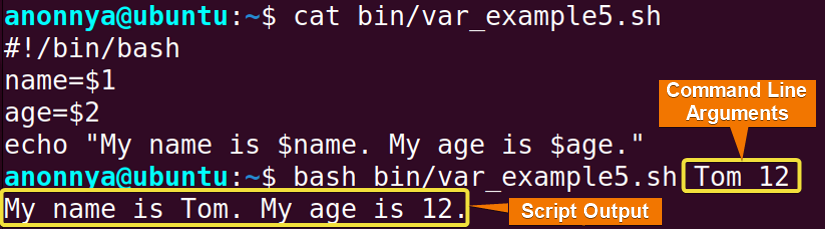 anonnya@ubuntu:~$ cat bin/var_example5.sh
#!/bin/bash
name=$1
age=$2
echo "My name is $name. My age is $age."
Command Line
Arguments
anonnya@ubuntu:~$ bash bin/var_example5.sh Tom 12
My name is Tom. My age is 12.
Script Output